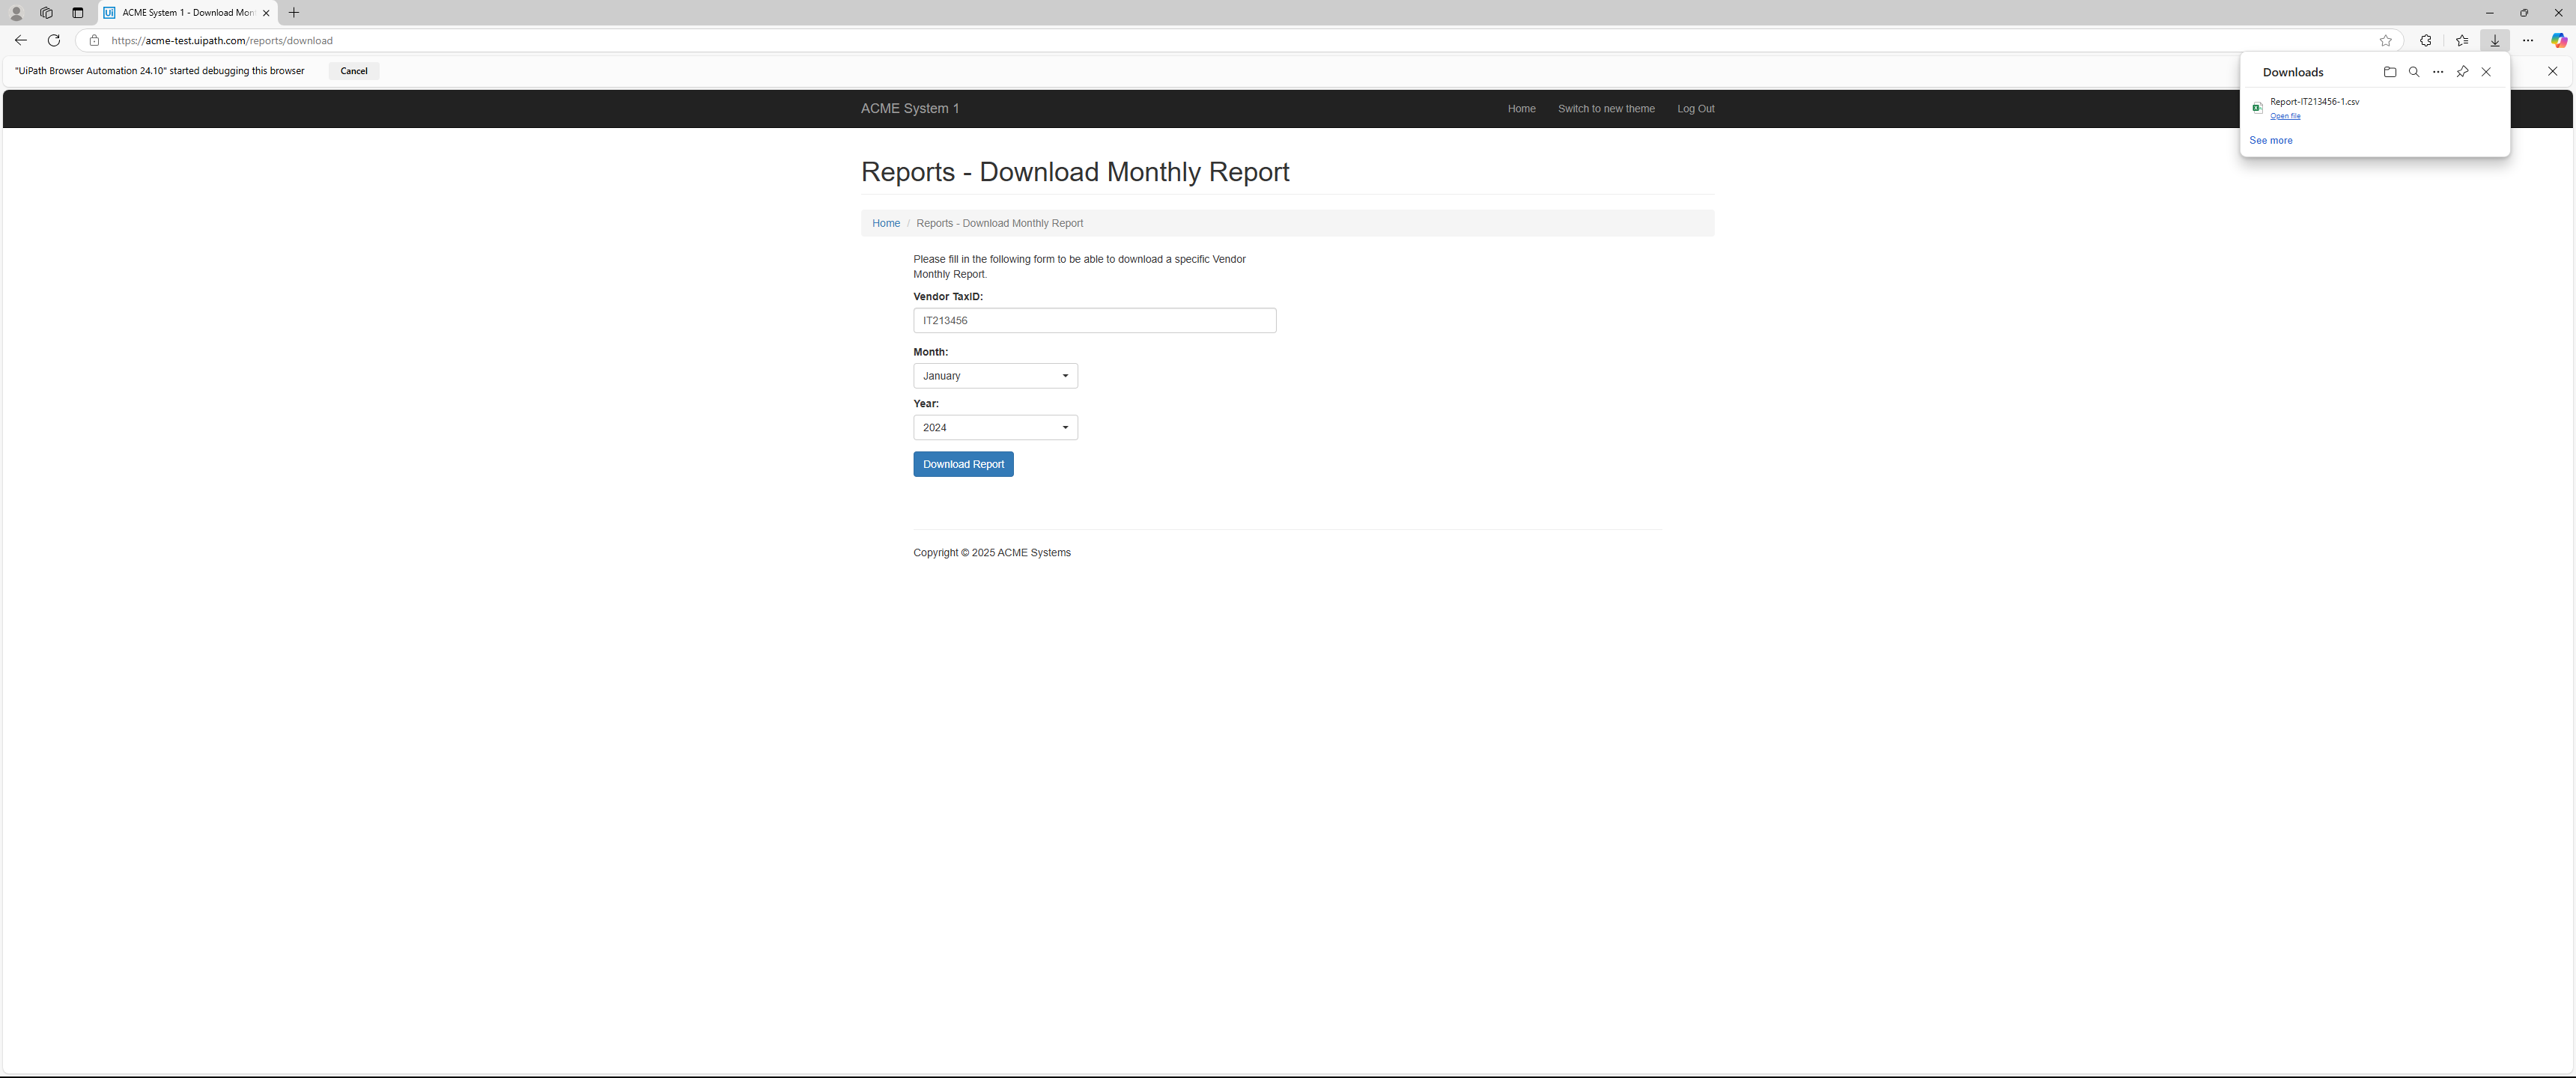 ACME System 1 - Download Mon
https://acme-test.uipath.com/reports/download
"UiPath Browser Automation 24.10" started debugging this browser
Cancel
Downloads
Report-IT213456-1.csv
Open file
See more
ACME System 1
Home
Switch to new theme
Log Out
Reports - Download Monthly Report
Home / Reports - Download Monthly Report
Please fill in the following form to be able to download a specific Vendor
Monthly Report.
Vendor TaxID:
IT213456
Month:
January
Year:
2024
Download Report
Copyright © 2025 ACME Systems